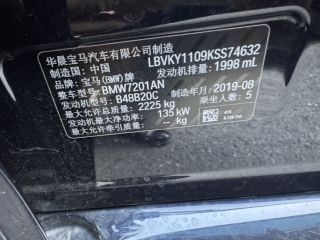 华晨宝马汽车有限公司制造 LBVKY1109KSS74632
制造国：中国 发动机排量：1998 mL
品牌：宝马(BMW)牌
整车型号：BMW7201AN 制造年月：2019-08
发动机型号：B48B20C 乘坐人数：5
最大允许总质量：2225 kg
发动机最大净功率：135 kW
最大允许牵引质量：-- kg